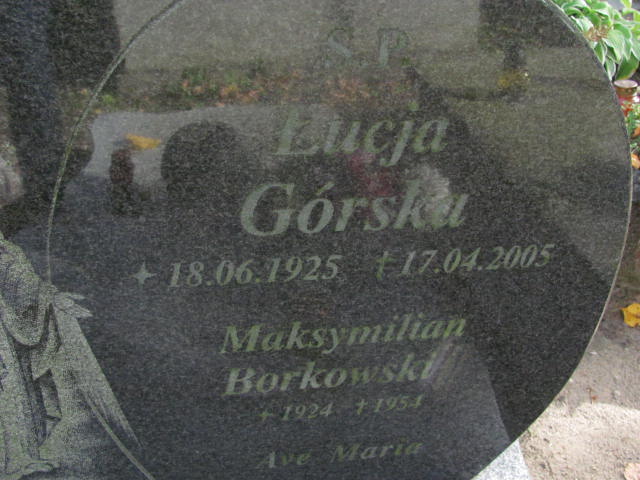 Ś.P.
Łucja
Górska
18.06.1925 †17.04.2005
Maksymilian
Borkowski
+1924 †1954
Ave Maria